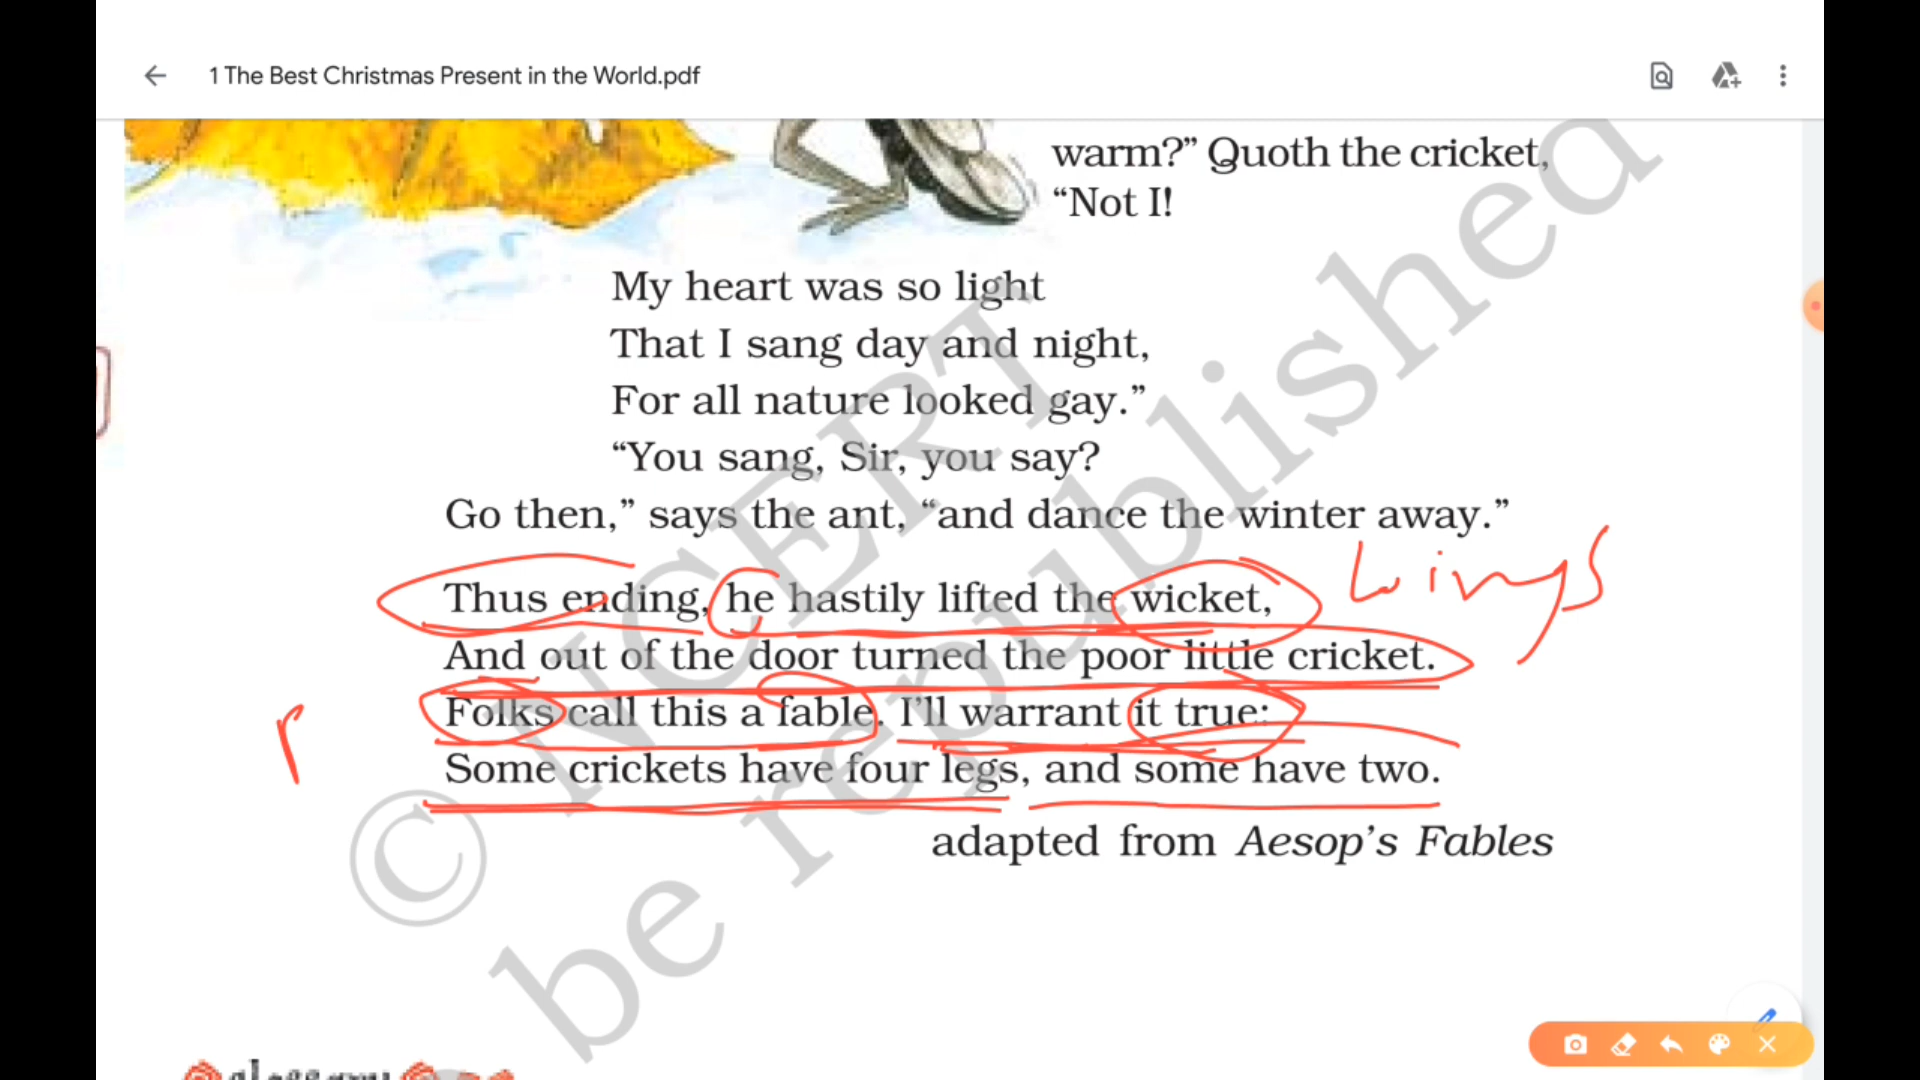 1 The Best Christmas Present in the World.pdf
warm?” Quoth the cricket,
“Not I!
My heart was so light
That I sang day and night,
For all nature looked gay.”
“You sang, Sir, you say?
Go then,” says the ant, “and dance the winter away.”
Thus ending, he hastily lifted the wicket,
wings
And out of the door turned the poor little cricket.
Folks call this a fable. I’ll warrant it true:
Some crickets have four legs, and some have two.
adapted from Aesop’s Fables
© NCERT
be republished
glossary